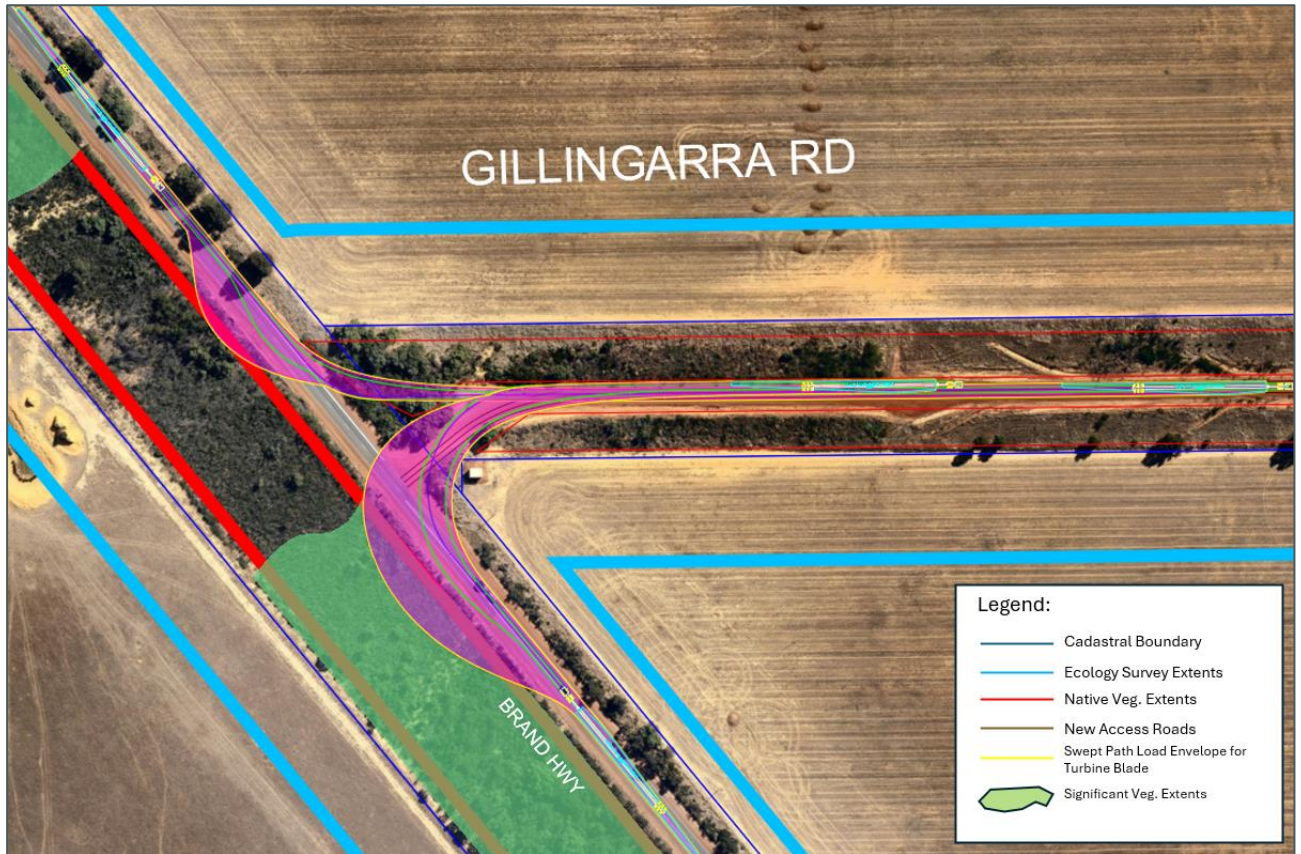 GILLINGARRA RD
BRAND HWY
Legend:
Cadastral Boundary
Ecology Survey Extents
Native Veg. Extents
New Access Roads
Swept Path Load Envelope for
Turbine Blade
Significant Veg. Extents